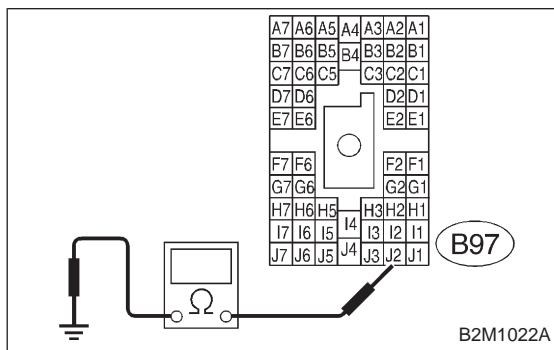 A7 A6 A5 A4 A3 A2 A1
B7 B6 B5 B4 B3 B2 B1
C7 C6 C5 C3 C2 C1
D7 D6 D2 D1
E7 E6 E2 E1
F7 F6 F2 F1
G7 G6 G2 G1
H7 H6 H5 H3 H2 H1
I7 I6 I5 I4 I3 I2 I1
J7 J6 J5 J4 J3 J2 J1
B97
Ω
B2M1022A